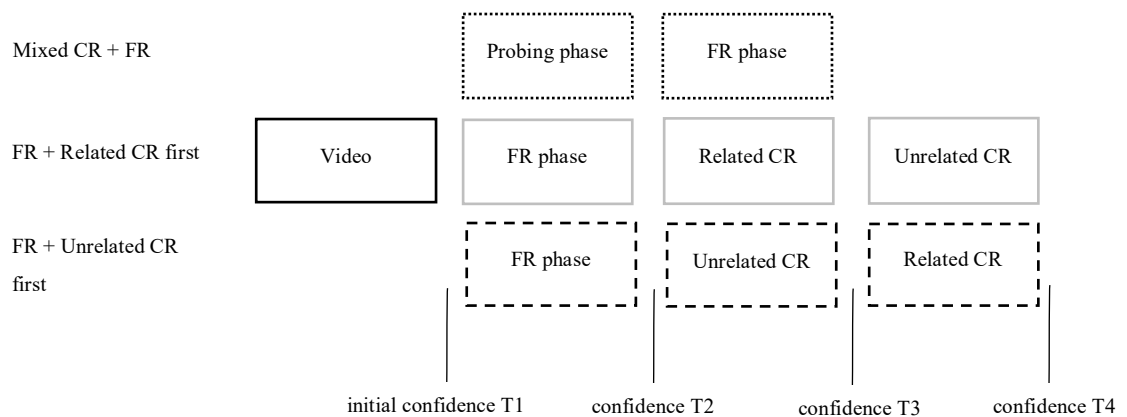 Mixed CR + FR
Probing phase
FR phase
FR + Related CR first
Video
FR phase
Related CR
Unrelated CR
FR + Unrelated CR
first
FR phase
Unrelated CR
Related CR
initial confidence T1
confidence T2
confidence T3
confidence T4